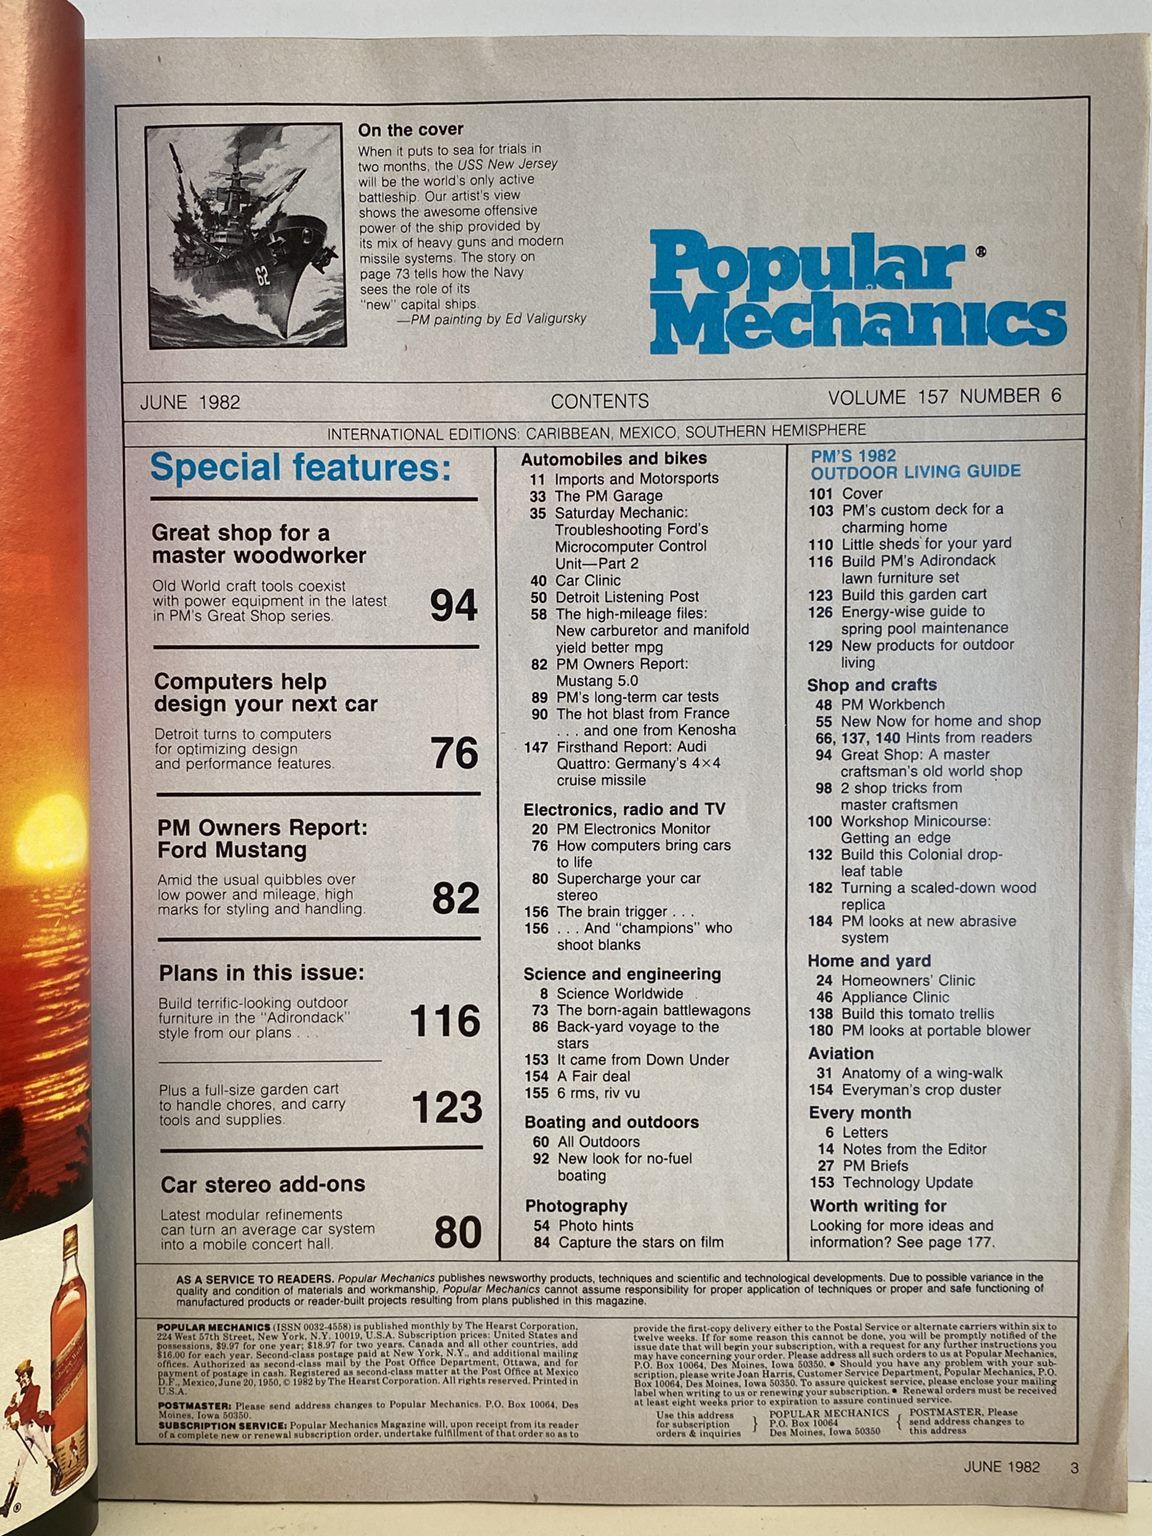 62
On the cover
When it puts to sea for trials in
two months, the USS New Jersey
will be the world's only active
battleship. Our artist's view
shows the awesome offensive
power of the ship provided by
its mix of heavy guns and modern
missile systems. The story on
page 73 tells how the Navy
sees the role of its
"new" capital ships.
—PM painting by Ed Valigursky
Popular ®
Mechanics
JUNE 1982
CONTENTS
VOLUME 157 NUMBER 6
INTERNATIONAL EDITIONS: CARIBBEAN, MEXICO, SOUTHERN HEMISPHERE
Special features:
Great shop for a
master woodworker
Old World craft tools coexist
with power equipment in the latest
in PM's Great Shop series.
94
Computers help
design your next car
Detroit turns to computers
for optimizing design
and performance features.
76
PM Owners Report:
Ford Mustang
Amid the usual quibbles over
low power and mileage, high
marks for styling and handling.
82
Plans in this issue:
Build terrific-looking outdoor
furniture in the "Adirondack"
style from our plans . . .
116
Plus a full-size garden cart
to handle chores, and carry
tools and supplies.
123
Car stereo add-ons
Latest modular refinements
can turn an average car system
into a mobile concert hall.
80
Automobiles and bikes
11 Imports and Motorsports
33 The PM Garage
35 Saturday Mechanic:
Troubleshooting Ford's
Microcomputer Control
Unit—Part 2
40 Car Clinic
50 Detroit Listening Post
58 The high-mileage files:
New carburetor and manifold
yield better mpg
82 PM Owners Report:
Mustang 5.0
89 PM's long-term car tests
90 The hot blast from France
. . . and one from Kenosha
147 Firsthand Report: Audi
Quattro: Germany's 4×4
cruise missile
Electronics, radio and TV
20 PM Electronics Monitor
76 How computers bring cars
to life
80 Supercharge your car
stereo
156 The brain trigger . . .
156 . . . And "champions" who
shoot blanks
Science and engineering
8 Science Worldwide
73 The born-again battlewagons
86 Back-yard voyage to the
stars
153 It came from Down Under
154 A Fair deal
155 6 rms, riv vu
Boating and outdoors
60 All Outdoors
92 New look for no-fuel
boating
Photography
54 Photo hints
84 Capture the stars on film
PM'S 1982
OUTDOOR LIVING GUIDE
101 Cover
103 PM's custom deck for a
charming home
110 Little sheds for your yard
116 Build PM's Adirondack
lawn furniture set
123 Build this garden cart
126 Energy-wise guide to
spring pool maintenance
129 New products for outdoor
living
Shop and crafts
48 PM Workbench
55 New Now for home and shop
66, 137, 140 Hints from readers
94 Great Shop: A master
craftsman's old world shop
98 2 shop tricks from
master craftsmen
100 Workshop Minicourse:
Getting an edge
132 Build this Colonial drop-
leaf table
182 Turning a scaled-down wood
replica
184 PM looks at new abrasive
system
Home and yard
24 Homeowners' Clinic
46 Appliance Clinic
138 Build this tomato trellis
180 PM looks at portable blower
Aviation
31 Anatomy of a wing-walk
154 Everyman's crop duster
Every month
6 Letters
14 Notes from the Editor
27 PM Briefs
153 Technology Update
Worth writing for
Looking for more ideas and
information? See page 177.
AS A SERVICE TO READERS. Popular Mechanics publishes newsworthy products, techniques and scientific and technological developments. Due to possible variance in the
quality and condition of materials and workmanship, Popular Mechanics cannot assume responsibility for proper application of techniques or proper and safe functioning of
manufactured products or reader-built projects resulting from plans published in this magazine.
POPULAR MECHANICS (ISSN 0032-4558) is published monthly by The Hearst Corporation,
224 West 57th Street, New York, N.Y. 10019, U.S.A. Subscription prices: United States and
possessions, $9.97 for one year; $18.97 for two years. Canada and all other countries, add
$16.00 for each year. Second-class postage paid at New York, N.Y., and additional mailing
offices. Authorized as second-class mail by the Post Office Department, Ottawa, and for
payment of postage in cash. Registered as second-class matter at the Post Office at Mexico
D.F., Mexico, June 20, 1950, © 1982 by The Hearst Corporation. All rights reserved. Printed in
U.S.A.
POSTMASTER: Please send address changes to Popular Mechanics. P.O. Box 10064, Des
Moines, Iowa 50350.
SUBSCRIPTION SERVICE: Popular Mechanics Magazine will, upon receipt from its reader
of a complete new or renewal subscription order, undertake fulfillment of that order so as to
provide the first-copy delivery either to the Postal Service or alternate carriers within six to
twelve weeks. If for some reason this cannot be done, you will be promptly notified of the
issue date that will begin your subscription, with a request for any further instructions you
may have concerning your order. Please address all such orders to us at Popular Mechanics,
P.O. Box 10064, Des Moines, Iowa 50350. • Should you have any problem with your sub-
scription, please write Joan Harris, Customer Service Department, Popular Mechanics, P.O.
Box 10064, Des Moines, Iowa 50350. To assure quickest service, please enclose your mailing
label when writing to us or renewing your subscription. • Renewal orders must be received
at least eight weeks prior to expiration to assure continued service.
Use this address
for subscription
orders & inquiries
POPULAR MECHANICS
P.O. Box 10064
Des Moines, Iowa 50350
POSTMASTER, Please
send address changes to
this address
JUNE 1982 3